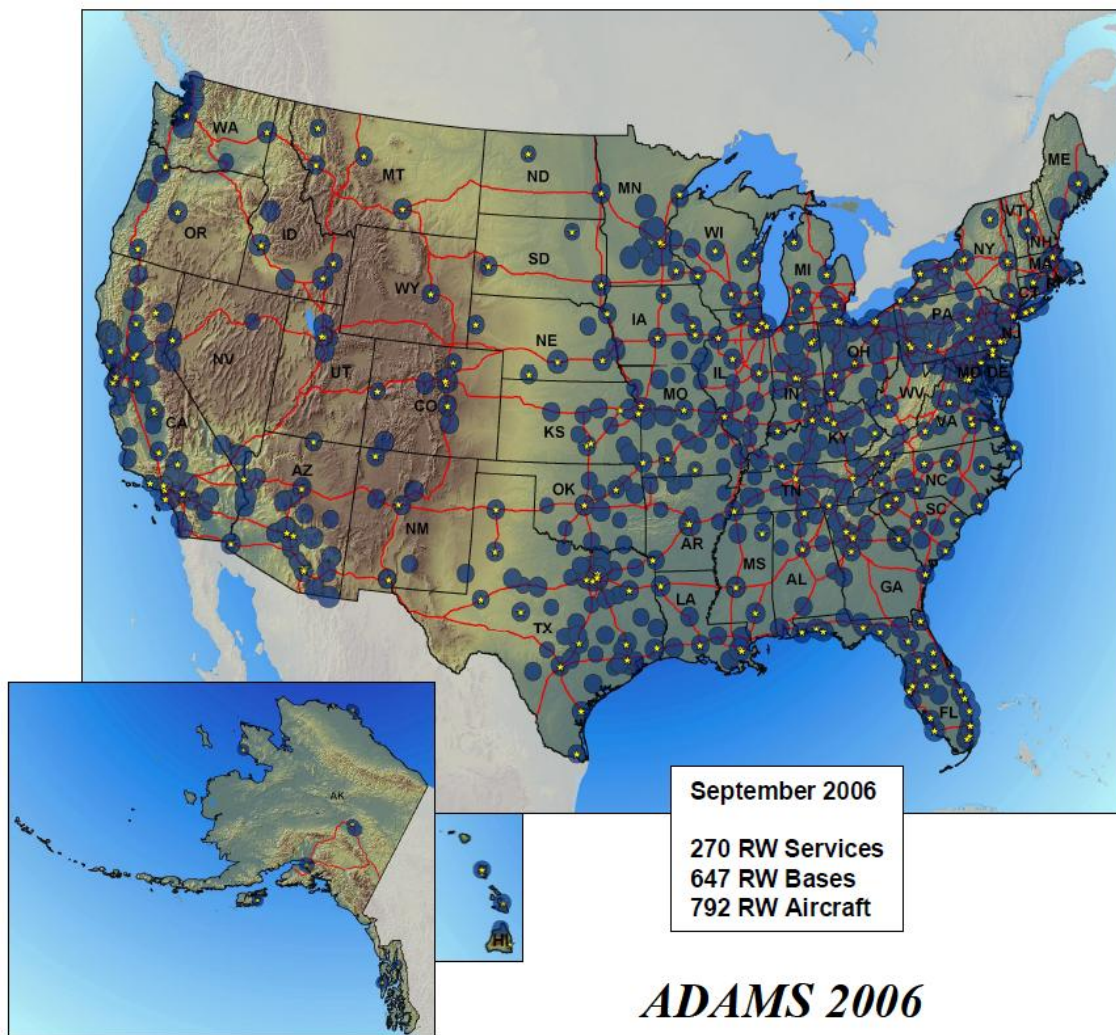 WA
MT
ND
MN
ME
VT
OR
ID
WI
NY
NH
SD
MI
MA
WY
WY
CT
RI
IA
PA
NV
NE
NJ
UT
IL
IN
OH
MD
DE
CO
MO
WV
CA
KS
KY
VA
AZ
NM
OK
TN
NC
AR
SC
MS
AL
GA
LA
TX
FL
AK
HI
September 2006
270 RW Services
647 RW Bases
792 RW Aircraft
ADAMS 2006